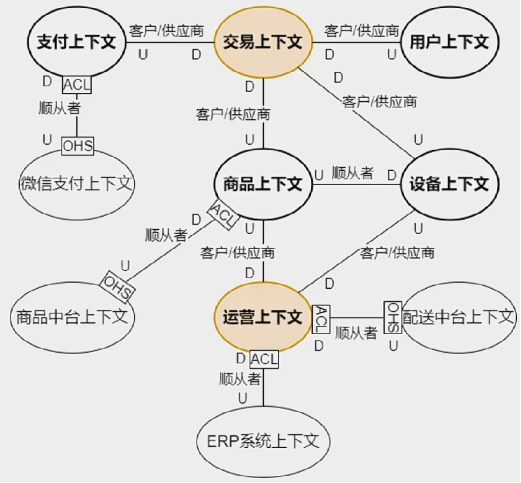 支付上下文
客户/供应商
U
D
交易上下文
客户/供应商
D
U
用户上下文
D
ACL
顺从者
U
OHS
微信支付上下文
D
客户/供应商
U
D
客户/供应商
U
商品上下文
U
顺从者
D
设备上下文
D
ACL
顺从者
U
OHS
商品中台上下文
U
客户/供应商
D
U
客户/供应商
D
运营上下文
ACL
D
顺从者
OHS
U
配送中台上下文
D
ACL
顺从者
U
ERP系统上下文